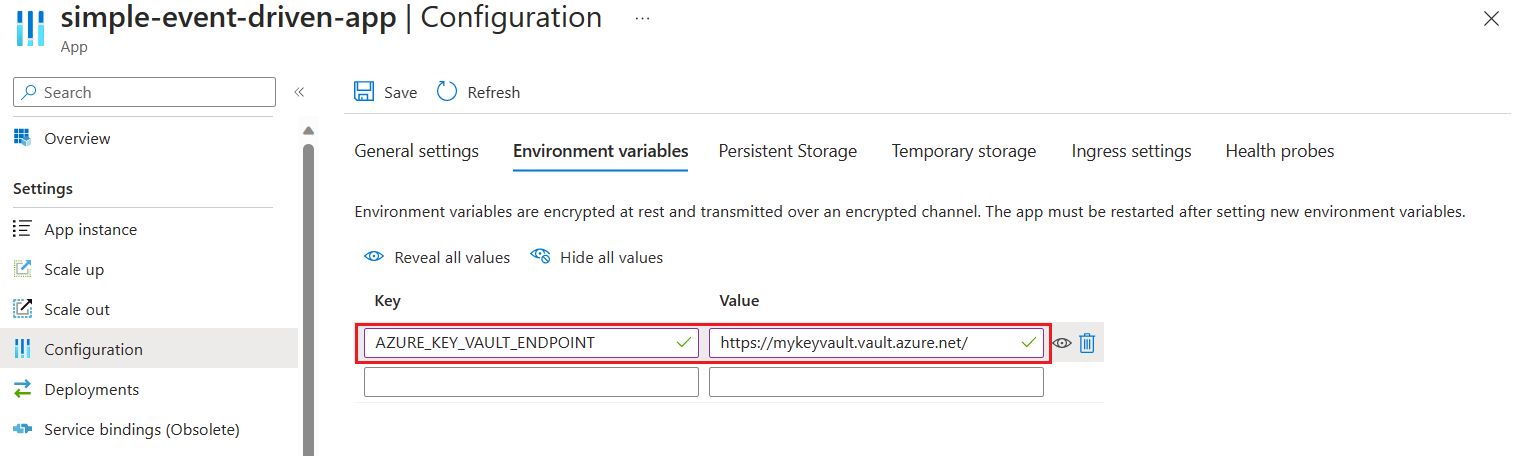 simple-event-driven-app | Configuration ...
App
Search
«
Save
Refresh
Overview
Settings
App instance
Scale up
Scale out
Configuration
Deployments
Service bindings (Obsolete)
General settings
Environment variables
Persistent Storage
Temporary storage
Ingress settings
Health probes
Environment variables are encrypted at rest and transmitted over an encrypted channel. The app must be restarted after setting new environment variables.
Reveal all values
Hide all values
Key
Value
AZURE_KEY_VAULT_ENDPOINT
https://mykeyvault.vault.azure.net/